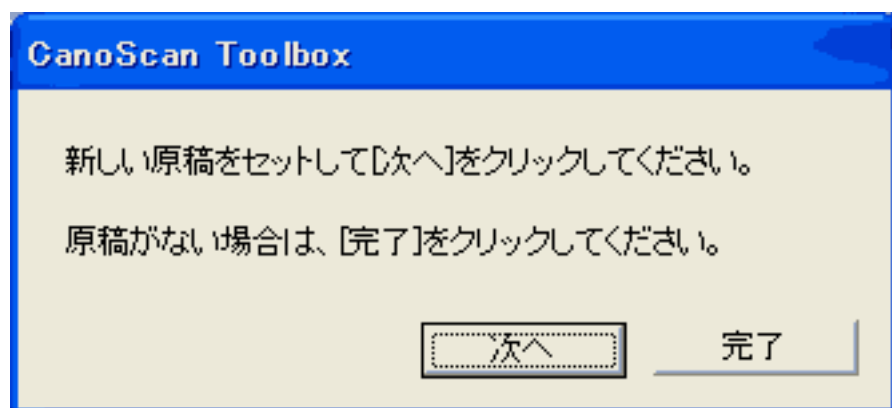 CanoScan Toolbox
新しい原稿をセットして[次へ]をクリックしてください。
原稿がない場合は、[完了]をクリックしてください。
次へ
完了